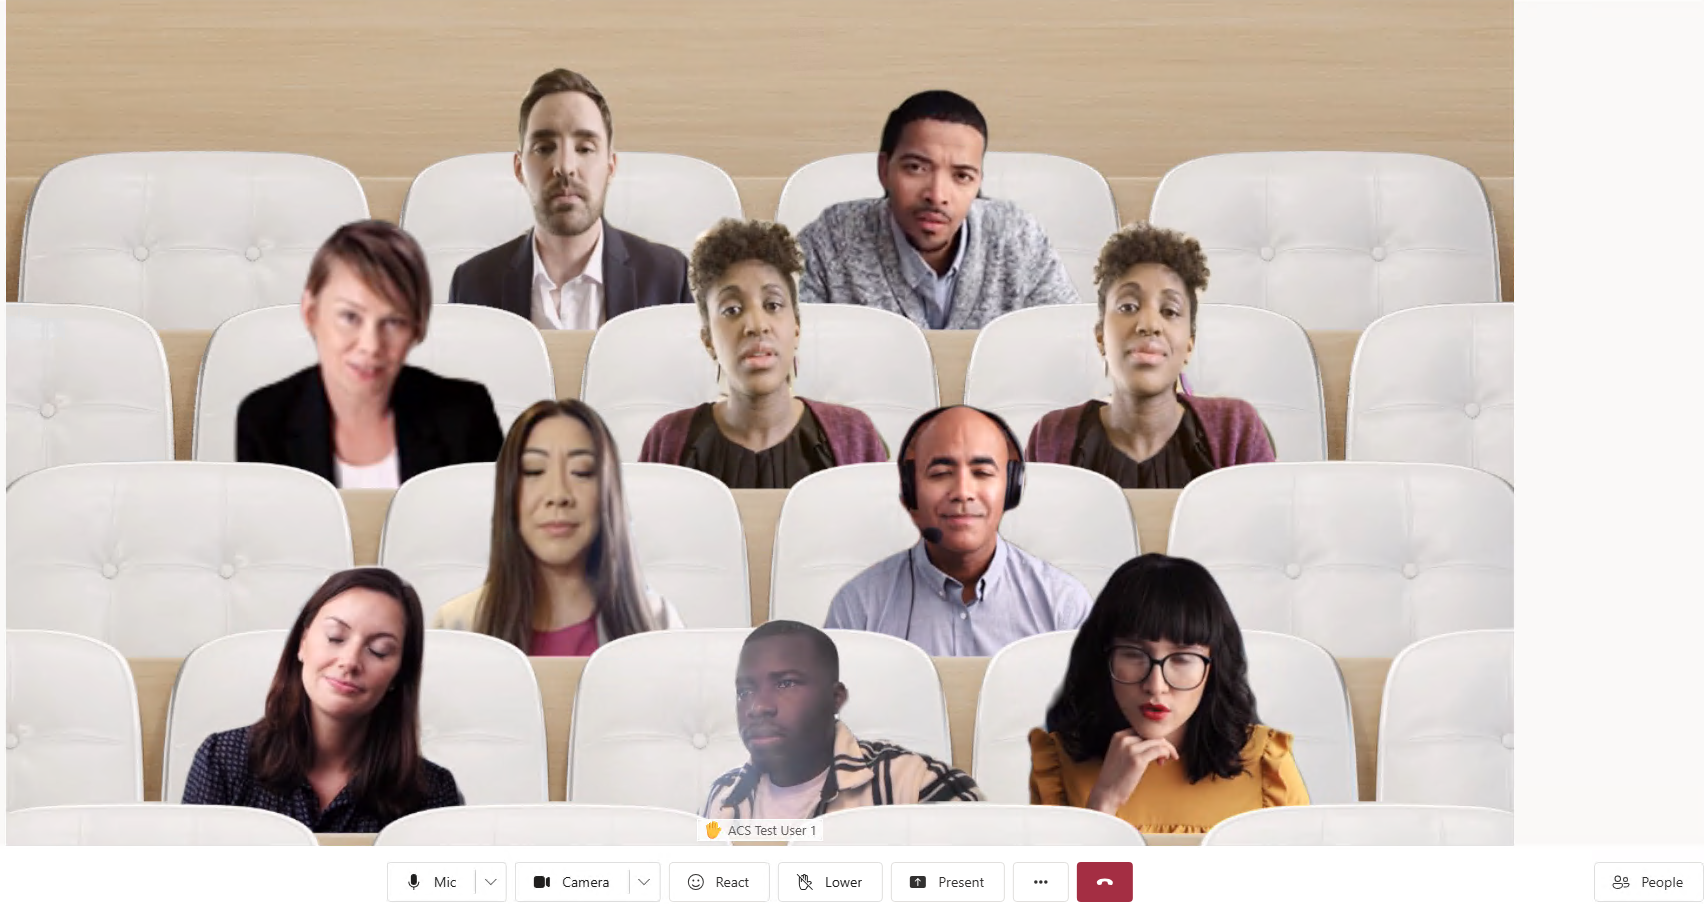 ACS Test User 1
Mic
Camera
React
Lower
Present
People